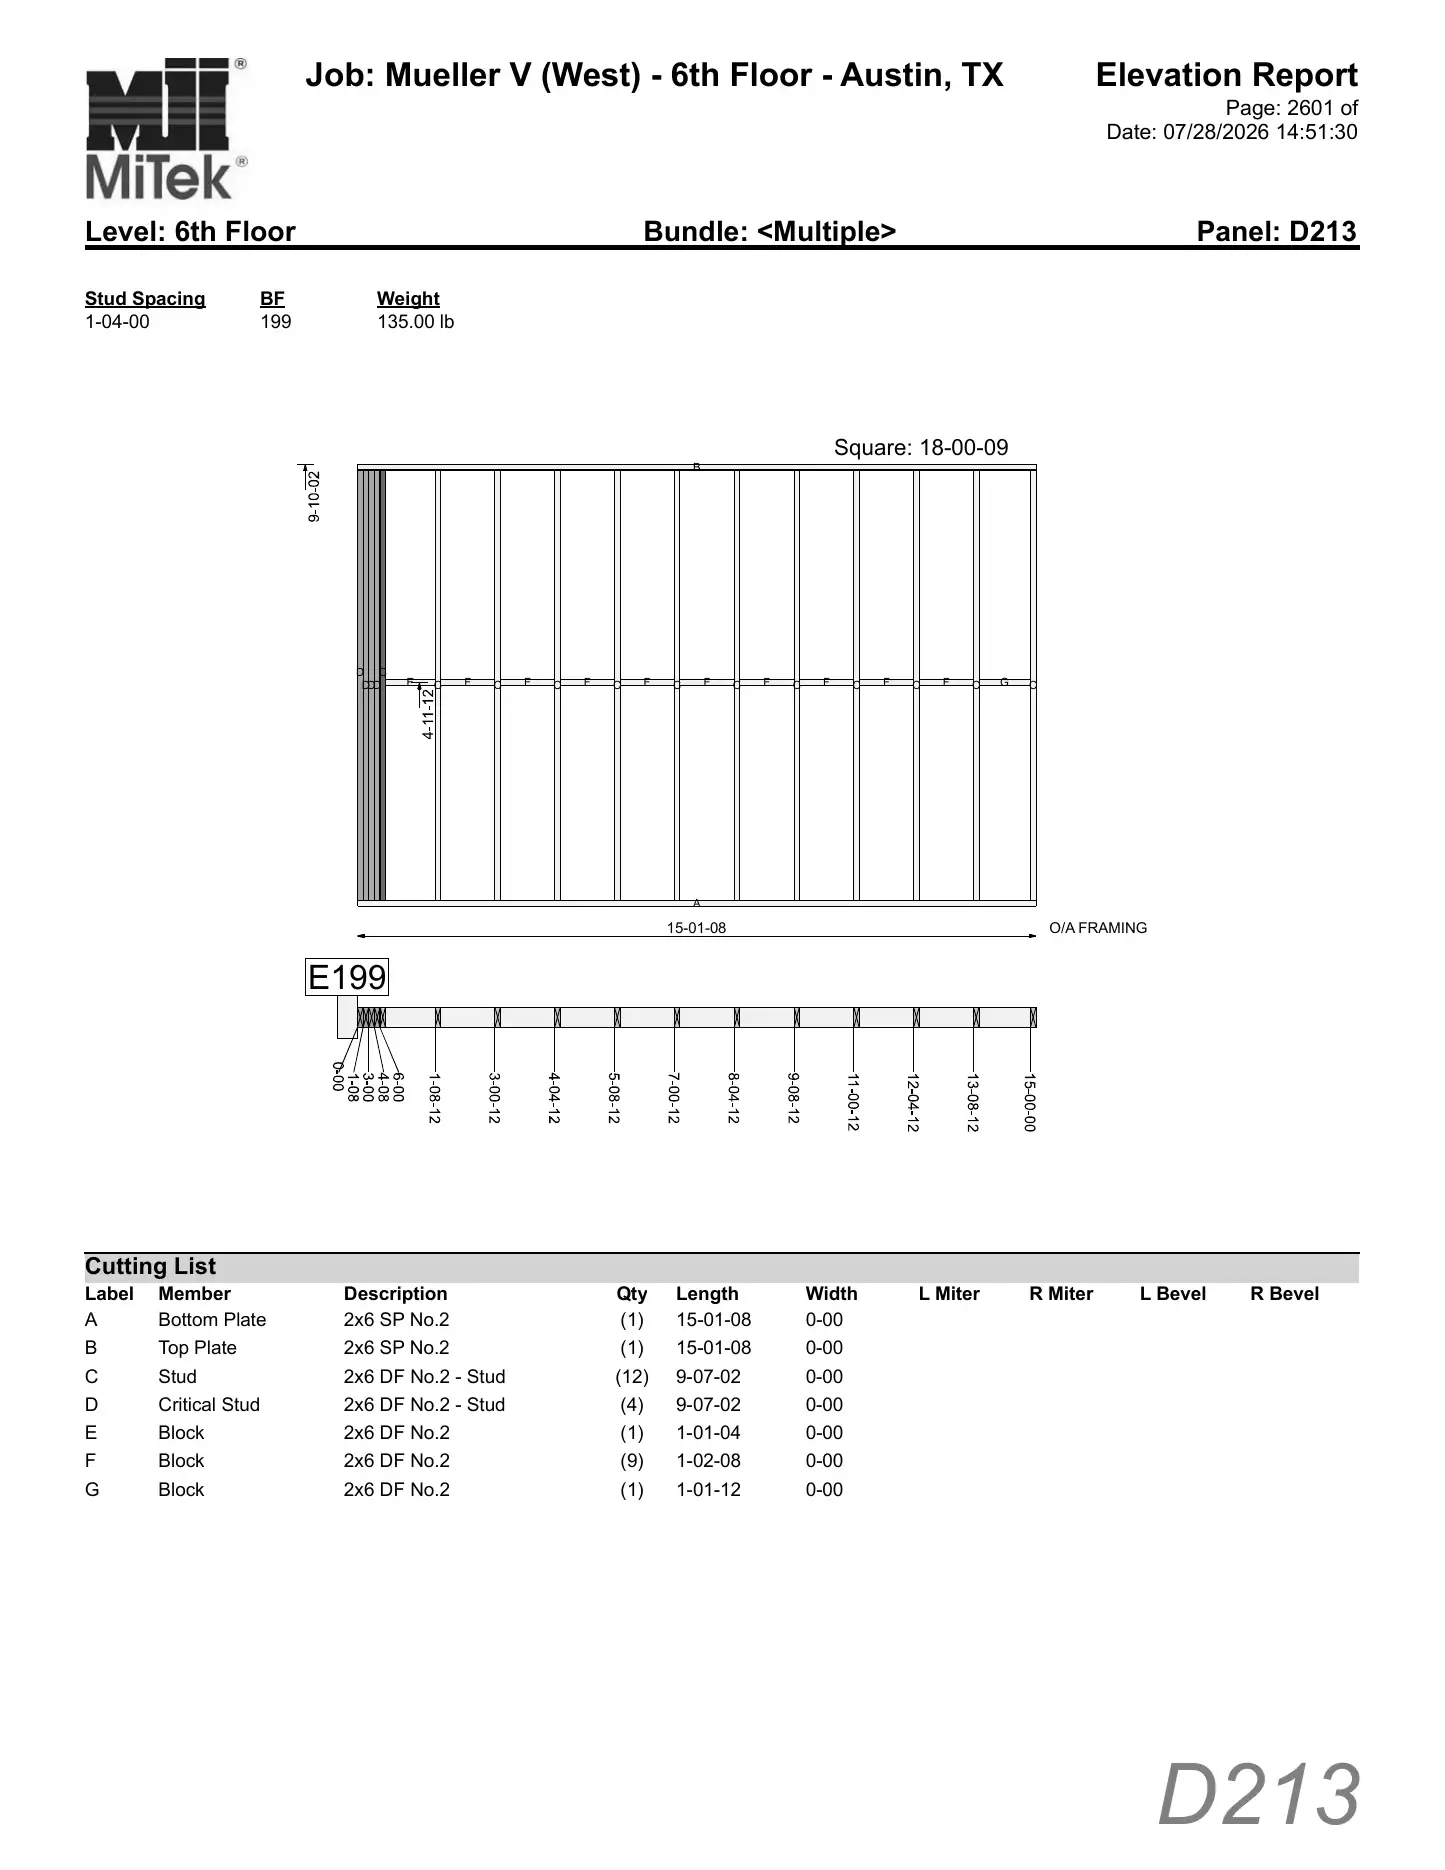 Job: Mueller V (West) - 6th Floor - Austin, TX
Elevation Report
Page: 2601 of
Date: 07/28/2026 14:51:30
MiTek®
Level: 6th Floor Bundle: <Multiple> Panel: D213
Stud Spacing BF Weight
1-04-00 199 135.00 lb
Square: 18-00-09
B
9-10-02
F F F F F F F F F G
4-11-12
A
15-01-08 O/A FRAMING
E199
0-00 1-08 3-00 4-08 6-00 1-08-12 3-00-12 4-04-12 5-08-12 7-00-12 8-04-12 9-08-12 11-00-12 12-04-12 13-08-12 15-00-00
Cutting List
Label Member Description Qty Length Width L Miter R Miter L Bevel R Bevel
A Bottom Plate 2x6 SP No.2 (1) 15-01-08 0-00
B Top Plate 2x6 SP No.2 (1) 15-01-08 0-00
C Stud 2x6 DF No.2 - Stud (12) 9-07-02 0-00
D Critical Stud 2x6 DF No.2 - Stud (4) 9-07-02 0-00
E Block 2x6 DF No.2 (1) 1-01-04 0-00
F Block 2x6 DF No.2 (9) 1-02-08 0-00
G Block 2x6 DF No.2 (1) 1-01-12 0-00
D213